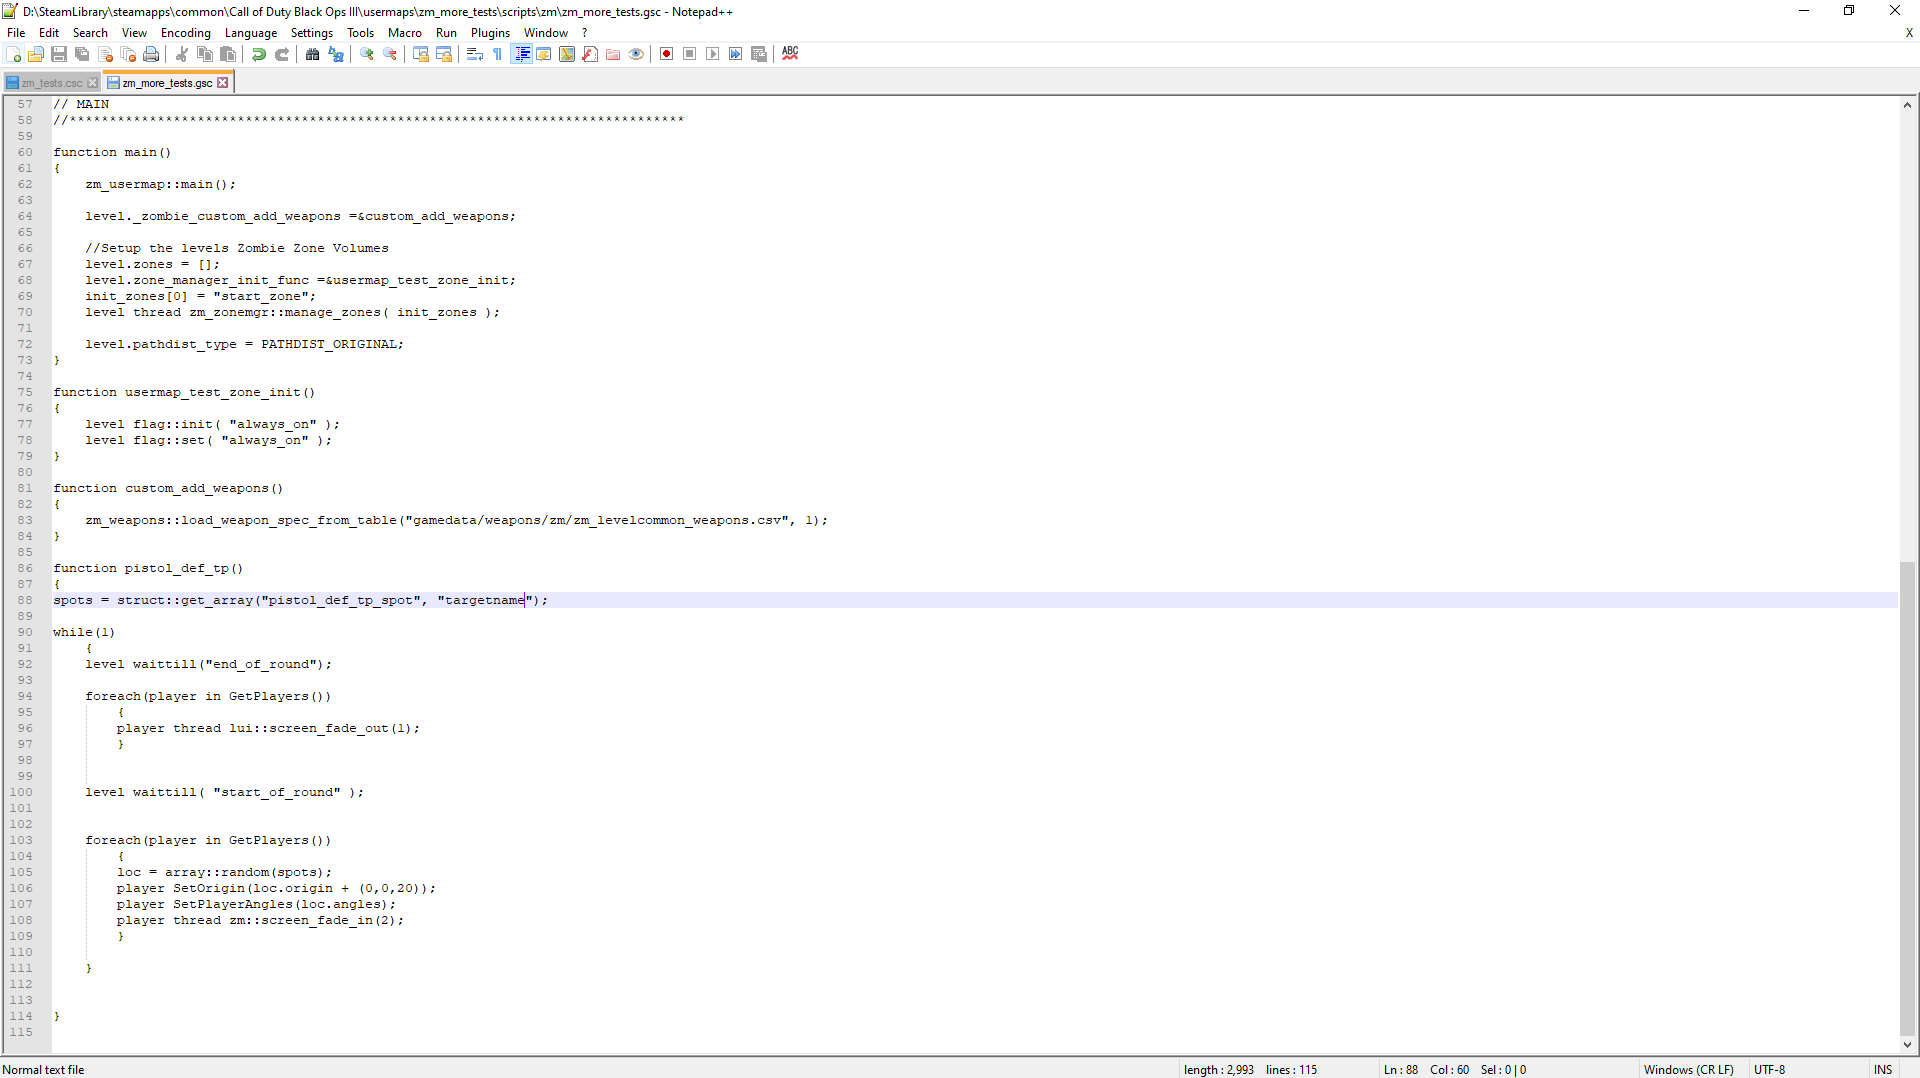 D:\SteamLibrary\steamapps\common\Call of Duty Black Ops III\usermaps\zm_more_tests\scripts\zm\zm_more_tests.gsc - Notepad++
File Edit Search View Encoding Language Settings Tools Macro Run Plugins Window ? X
ABC
zm_tests.csc zm_more_tests.gsc
57 // MAIN
58 //*****************************************************************************
59
60 function main()
61 {
62 zm_usermap::main();
63
64 level._zombie_custom_add_weapons =&custom_add_weapons;
65
66 //Setup the levels Zombie Zone Volumes
67 level.zones = [];
68 level.zone_manager_init_func =&usermap_test_zone_init;
69 init_zones[0] = "start_zone";
70 level thread zm_zonemgr::manage_zones( init_zones );
71
72 level.pathdist_type = PATHDIST_ORIGINAL;
73 }
74
75 function usermap_test_zone_init()
76 {
77 level flag::init( "always_on" );
78 level flag::set( "always_on" );
79 }
80
81 function custom_add_weapons()
82 {
83 zm_weapons::load_weapon_spec_from_table("gamedata/weapons/zm/zm_levelcommon_weapons.csv", 1);
84 }
85
86 function pistol_def_tp()
87 {
88 spots = struct::get_array("pistol_def_tp_spot", "targetname");
89
90 while(1)
91 {
92 level waittill("end_of_round");
93
94 foreach(player in GetPlayers())
95 {
96 player thread lui::screen_fade_out(1);
97 }
98
99
100 level waittill( "start_of_round" );
101
102
103 foreach(player in GetPlayers())
104 {
105 loc = array::random(spots);
106 player SetOrigin(loc.origin + (0,0,20));
107 player SetPlayerAngles(loc.angles);
108 player thread zm::screen_fade_in(2);
109 }
110
111 }
112
113
114 }
115
Normal text file length : 2,993 lines : 115 Ln : 88 Col : 60 Sel : 0 | 0 Windows (CR LF) UTF-8 INS